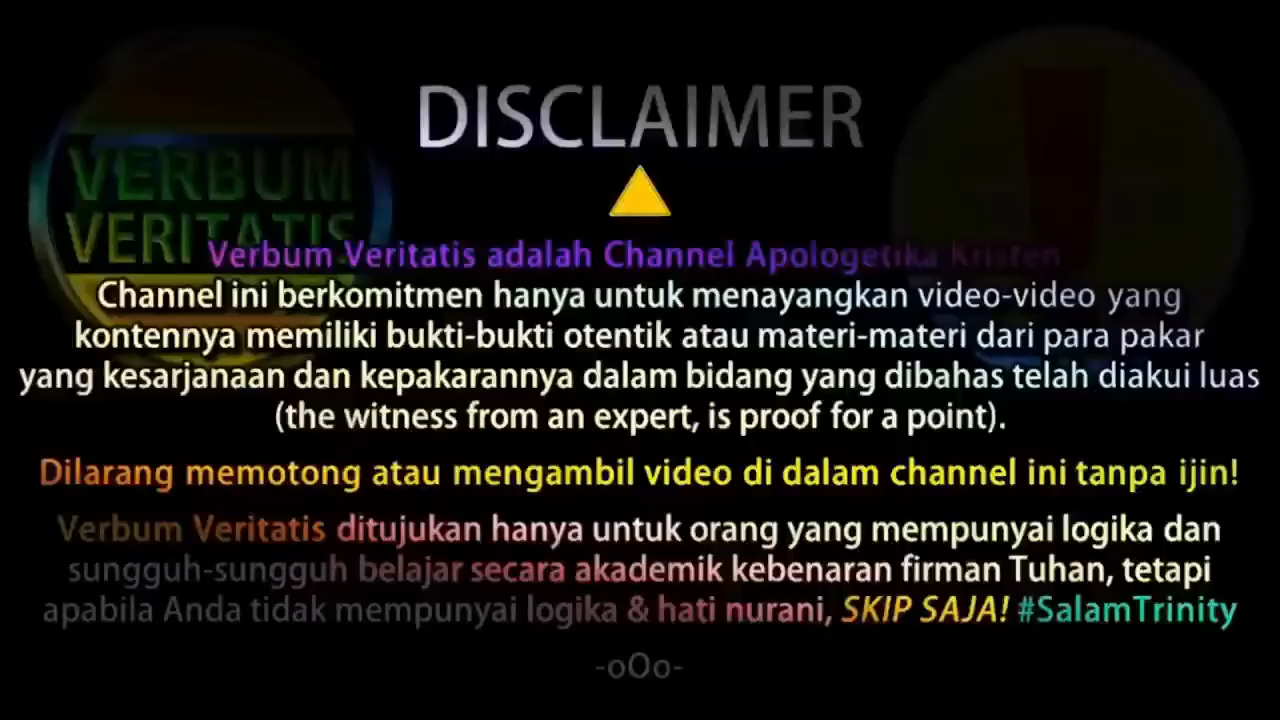 DISCLAIMER
VERBUM
VERITATIS
Verbum Veritatis adalah Channel Apologetika Kristen
Channel ini berkomitmen hanya untuk menayangkan video-video yang
kontennya memiliki bukti-bukti otentik atau materi-materi dari para pakar
yang kesarjanaan dan kepakarannya dalam bidang yang dibahas telah diakui luas
(the witness from an expert, is proof for a point).
Dilarang memotong atau mengambil video di dalam channel ini tanpa ijin!
Verbum Veritatis ditujukan hanya untuk orang yang mempunyai logika dan
sungguh-sungguh belajar secara akademik kebenaran firman Tuhan, tetapi
apabila Anda tidak mempunyai logika & hati nurani, SKIP SAJA! #SalamTrinity
-oOo-